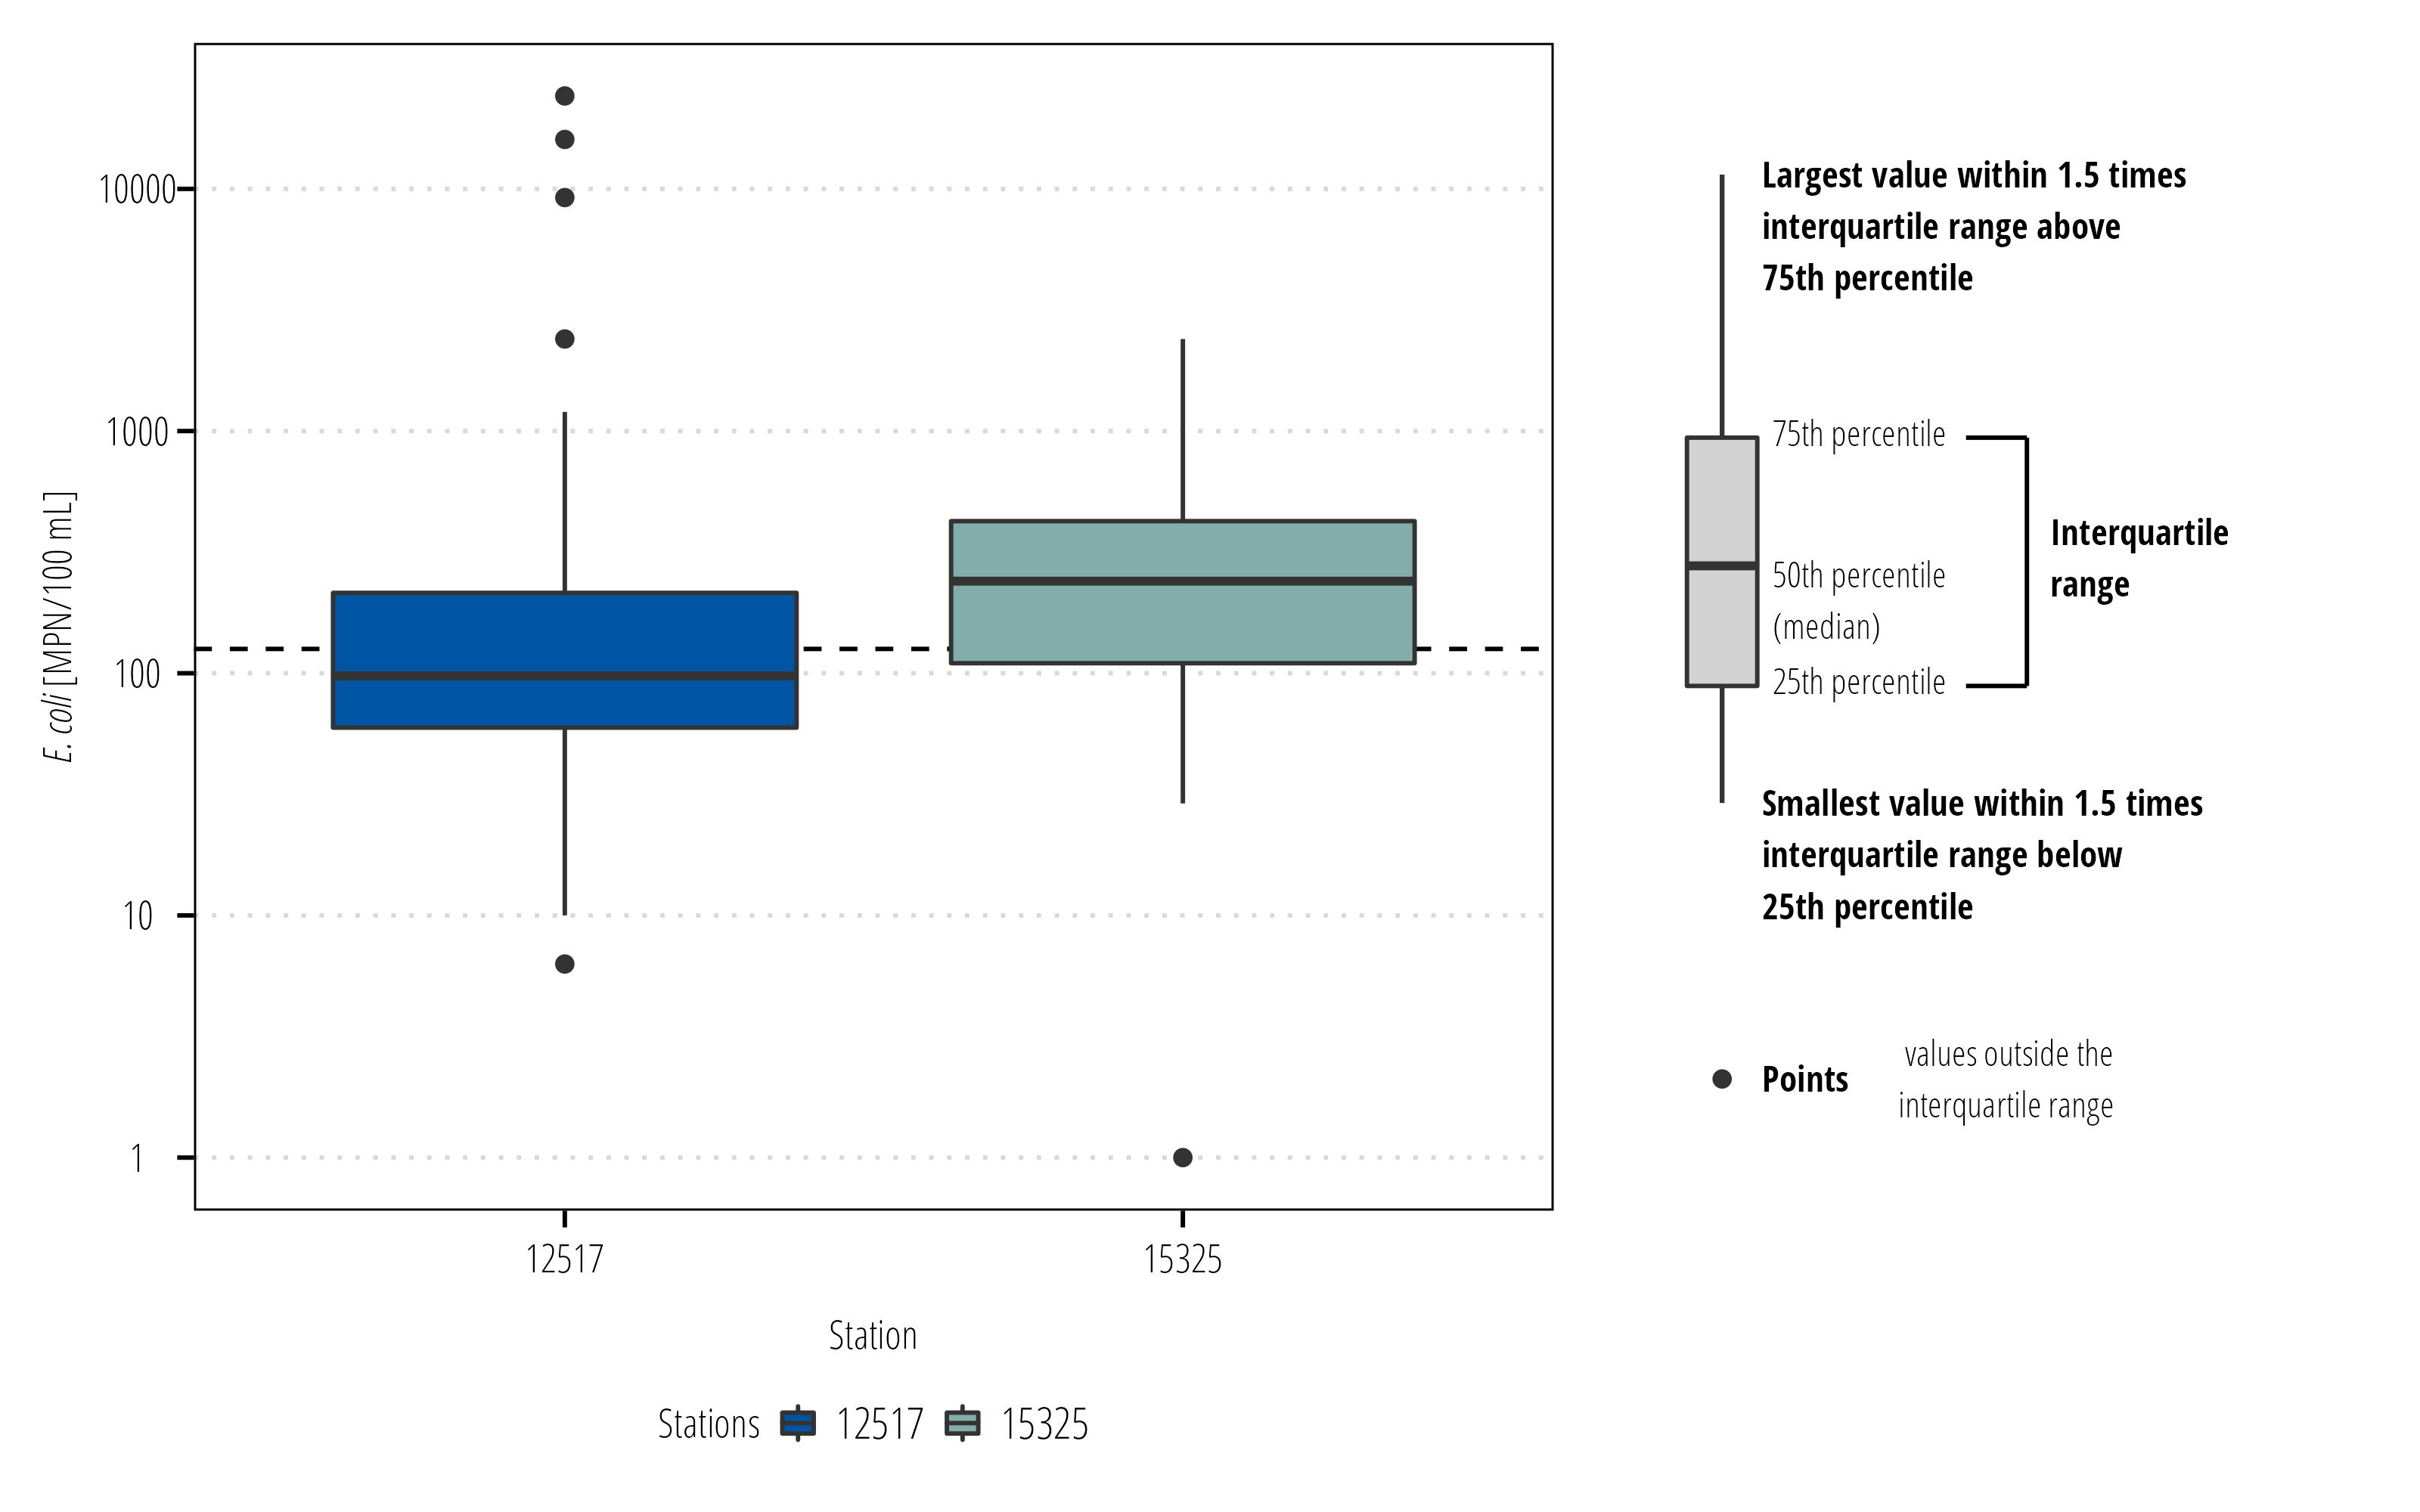 E. coli [MPN/100 mL]
10000
1000
100
10
1
12517
15325
Station
Stations 12517 15325
Largest value within 1.5 times
interquartile range above
75th percentile
75th percentile
Interquartile
range
50th percentile
(median)
25th percentile
Smallest value within 1.5 times
interquartile range below
25th percentile
Points
values outside the
interquartile range